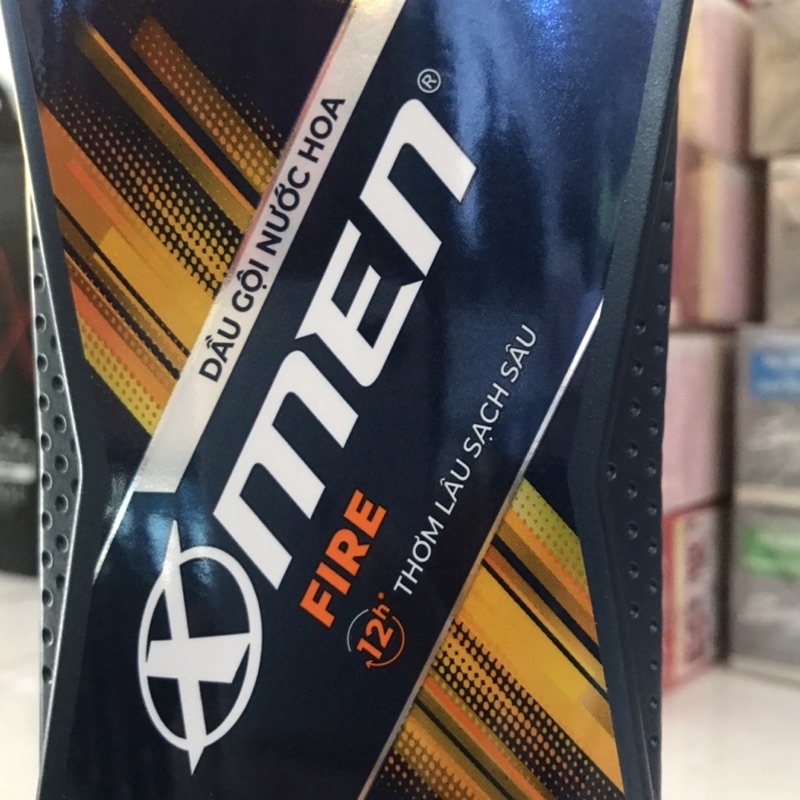 DẦU GỘI NƯỚC HOA
X MEN®
FIRE
12h* THƠM LÂU SẠCH SÂU